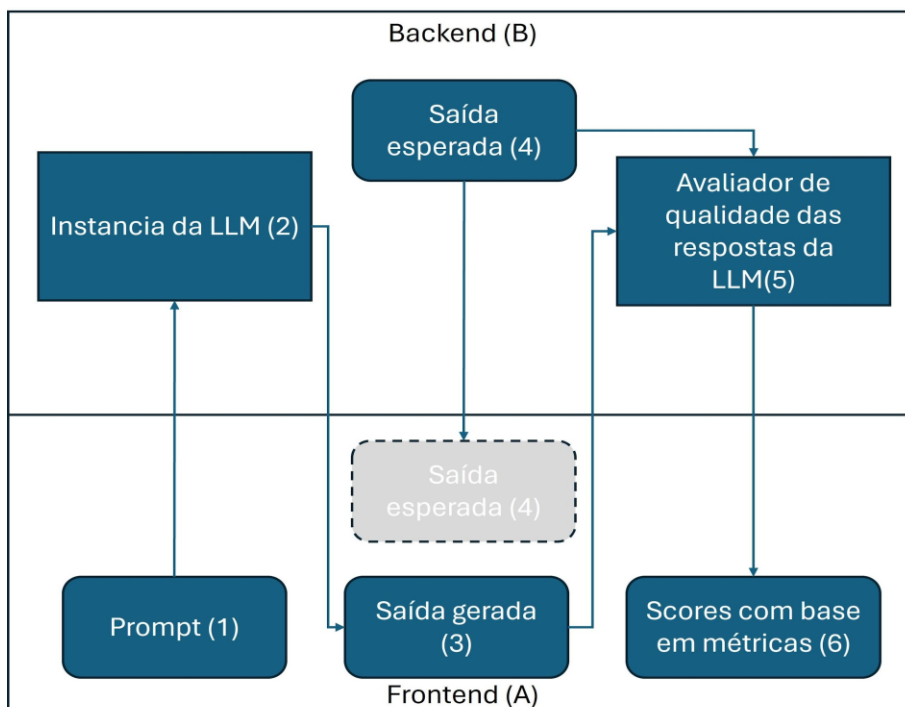 Backend (B)
Saída
esperada (4)
Instancia da LLM (2)
Avaliador de
qualidade das
respostas da
LLM(5)
Saída
esperada (4)
Prompt (1)
Saída gerada
(3)
Scores com base
em métricas (6)
Frontend (A)